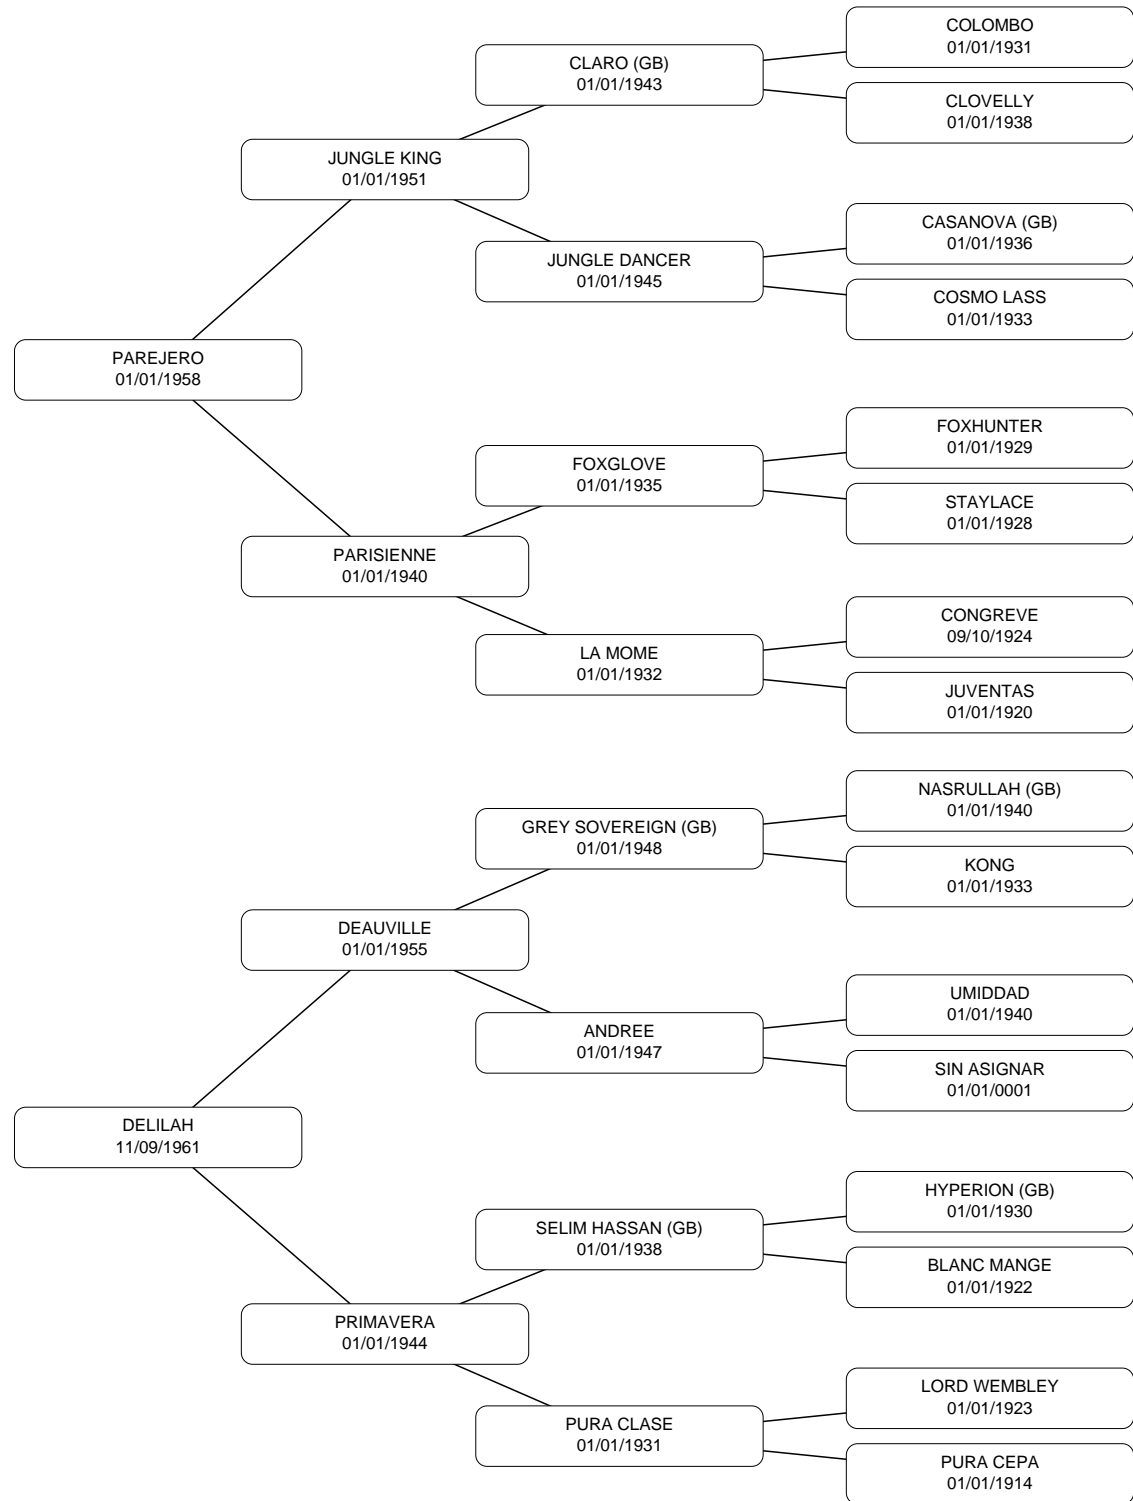 COLOMBO
01/01/1931
CLARO (GB)
01/01/1943
CLOVELLY
01/01/1938
JUNGLE KING
01/01/1951
CASANOVA (GB)
01/01/1936
JUNGLE DANCER
01/01/1945
COSMO LASS
01/01/1933
PAREJERO
01/01/1958
FOXHUNTER
01/01/1929
FOXGLOVE
01/01/1935
STAYLACE
01/01/1928
PARISIENNE
01/01/1940
CONGREVE
09/10/1924
LA MOME
01/01/1932
JUVENTAS
01/01/1920
NASRULLAH (GB)
01/01/1940
GREY SOVEREIGN (GB)
01/01/1948
KONG
01/01/1933
DEAUVILLE
01/01/1955
UMIDDAD
01/01/1940
ANDREE
01/01/1947
SIN ASIGNAR
01/01/0001
DELILAH
11/09/1961
HYPERION (GB)
01/01/1930
SELIM HASSAN (GB)
01/01/1938
BLANC MANGE
01/01/1922
PRIMAVERA
01/01/1944
LORD WEMBLEY
01/01/1923
PURA CLASE
01/01/1931
PURA CEPA
01/01/1914